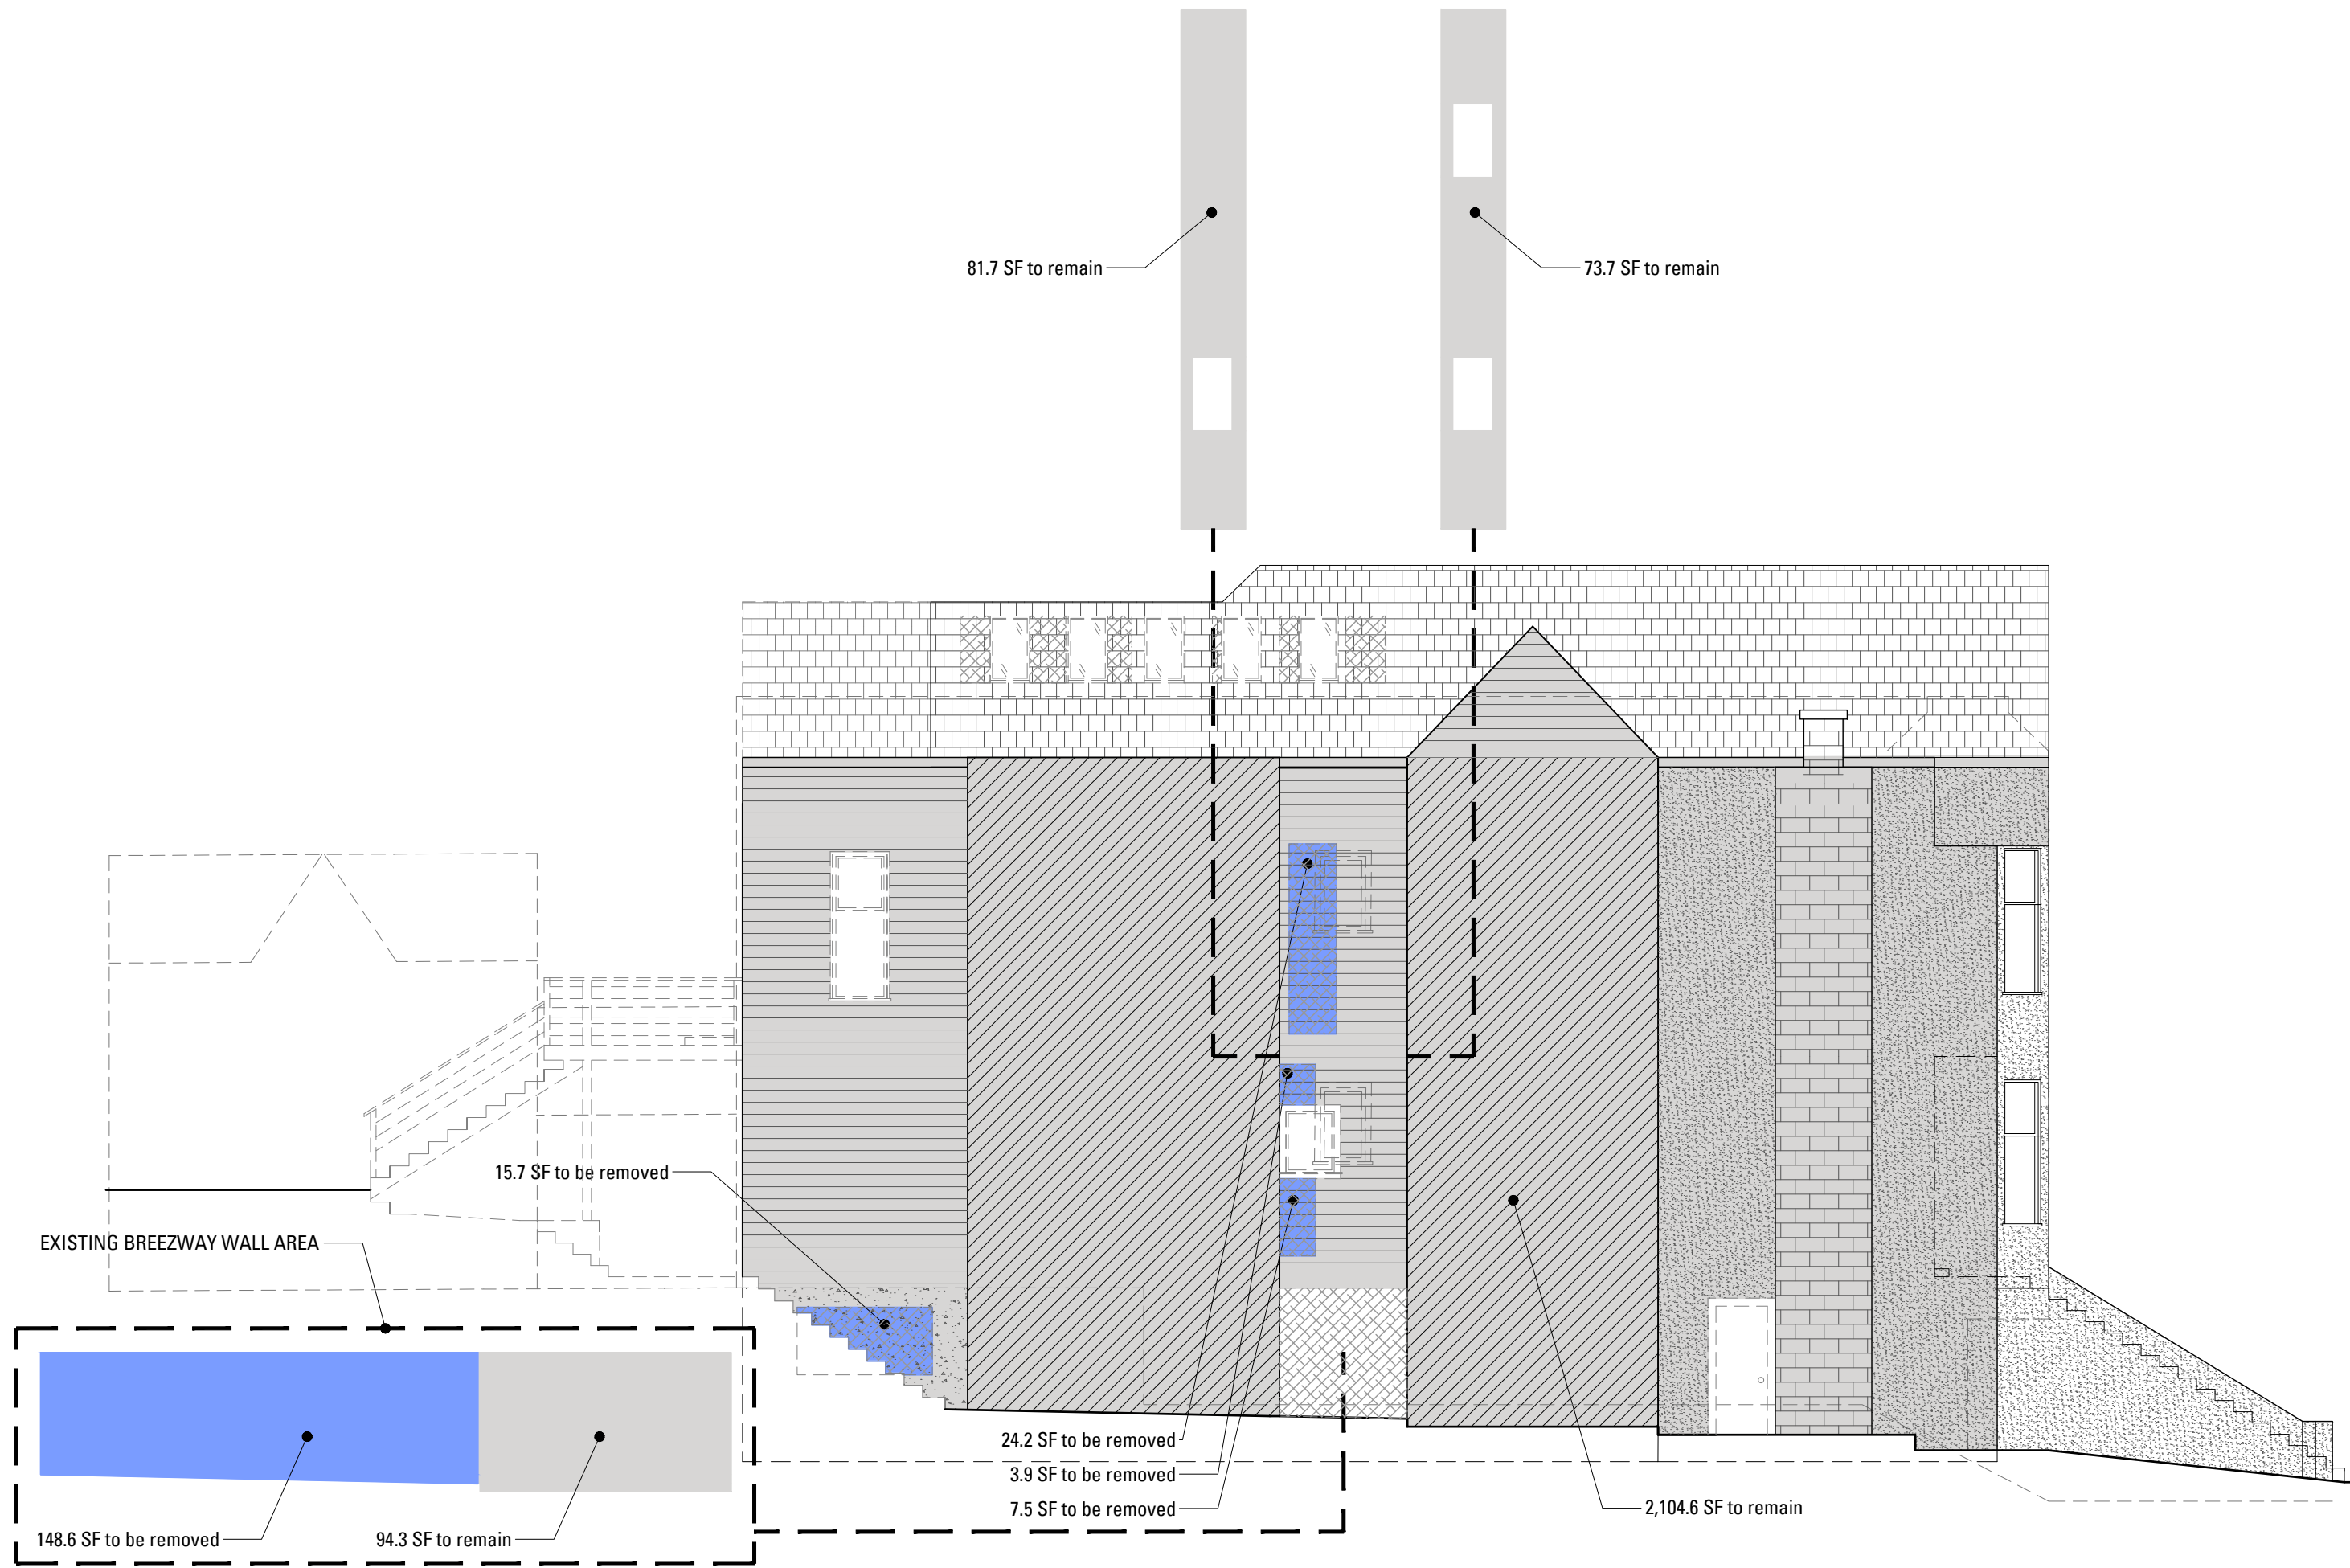 81.7 SF to remain
73.7 SF to remain
15.7 SF to be removed
EXISTING BREEZWAY WALL AREA
24.2 SF to be removed
3.9 SF to be removed
7.5 SF to be removed
2,104.6 SF to remain
148.6 SF to be removed
94.3 SF to remain